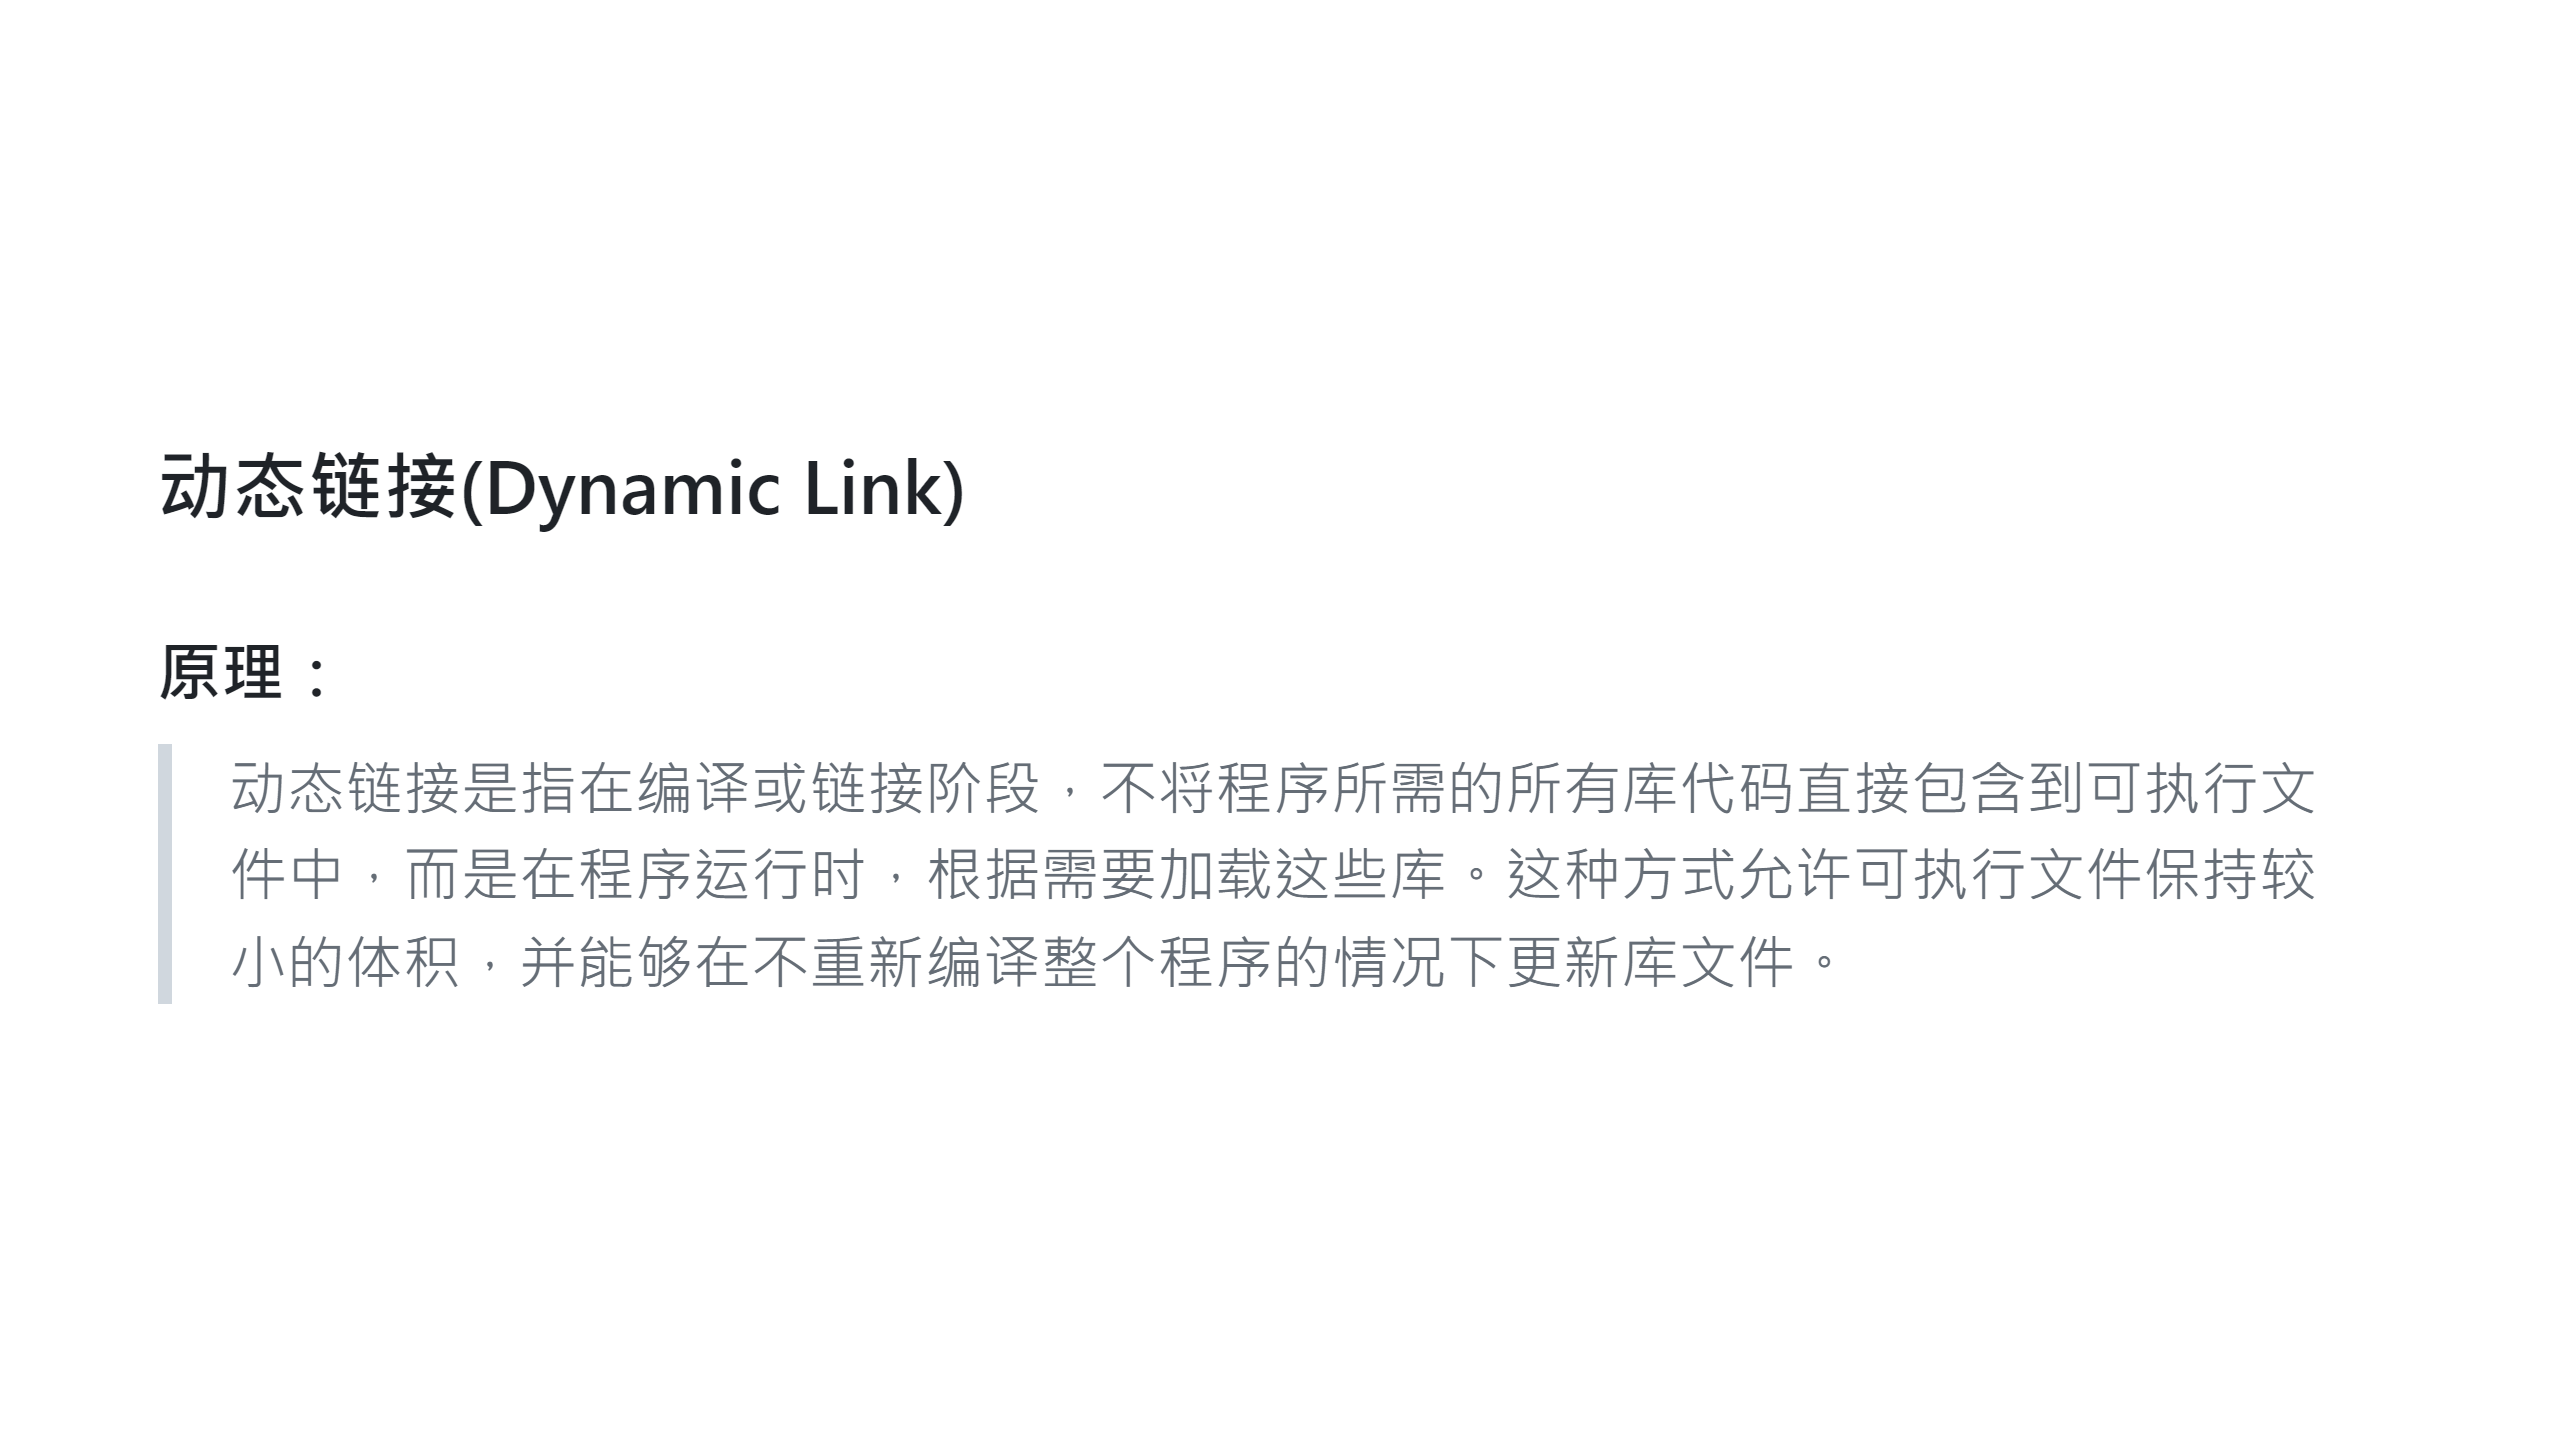 动态链接(Dynamic Link)
原理：
动态链接是指在编译或链接阶段，不将程序所需的所有库代码直接包含到可执行文
件中，而是在程序运行时，根据需要加载这些库。这种方式允许可执行文件保持较
小的体积，并能够在不重新编译整个程序的情况下更新库文件。